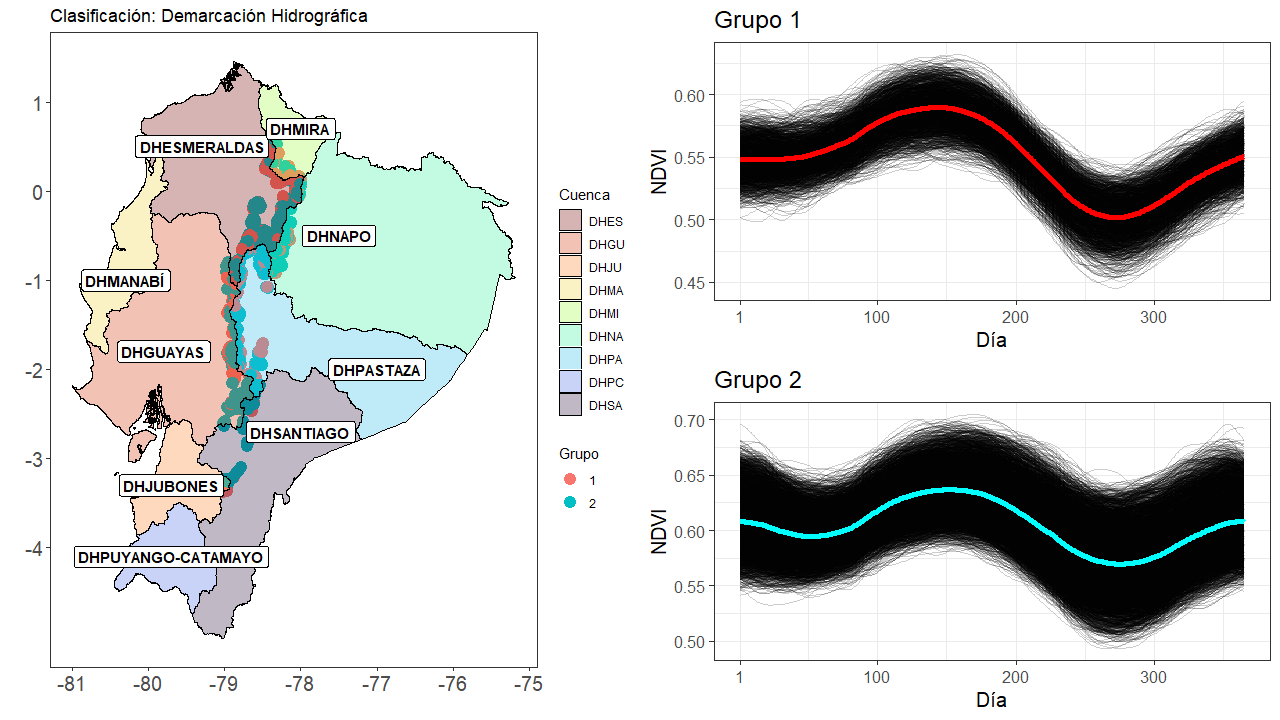 Clasificación: Demarcación Hidrográfica
1
0
-1
-2
-3
-4
-81
-80
-79
-78
-77
-76
-75
DHMIRA
DHESMERALDAS
DHNAPO
DHMANABÍ
DHGUAYAS
DHPASTAZA
DHSANTIAGO
DHJUBONES
DHPUYANGO-CATAMAYO
Cuenca
DHES
DHGU
DHJU
DHMA
DHMI
DHNA
DHPA
DHPC
DHSA
Grupo
1
2
Grupo 1
NDVI
0.60
0.55
0.50
0.45
1
100
200
300
Día
Grupo 2
NDVI
0.70
0.65
0.60
0.55
0.50
1
100
200
300
Día